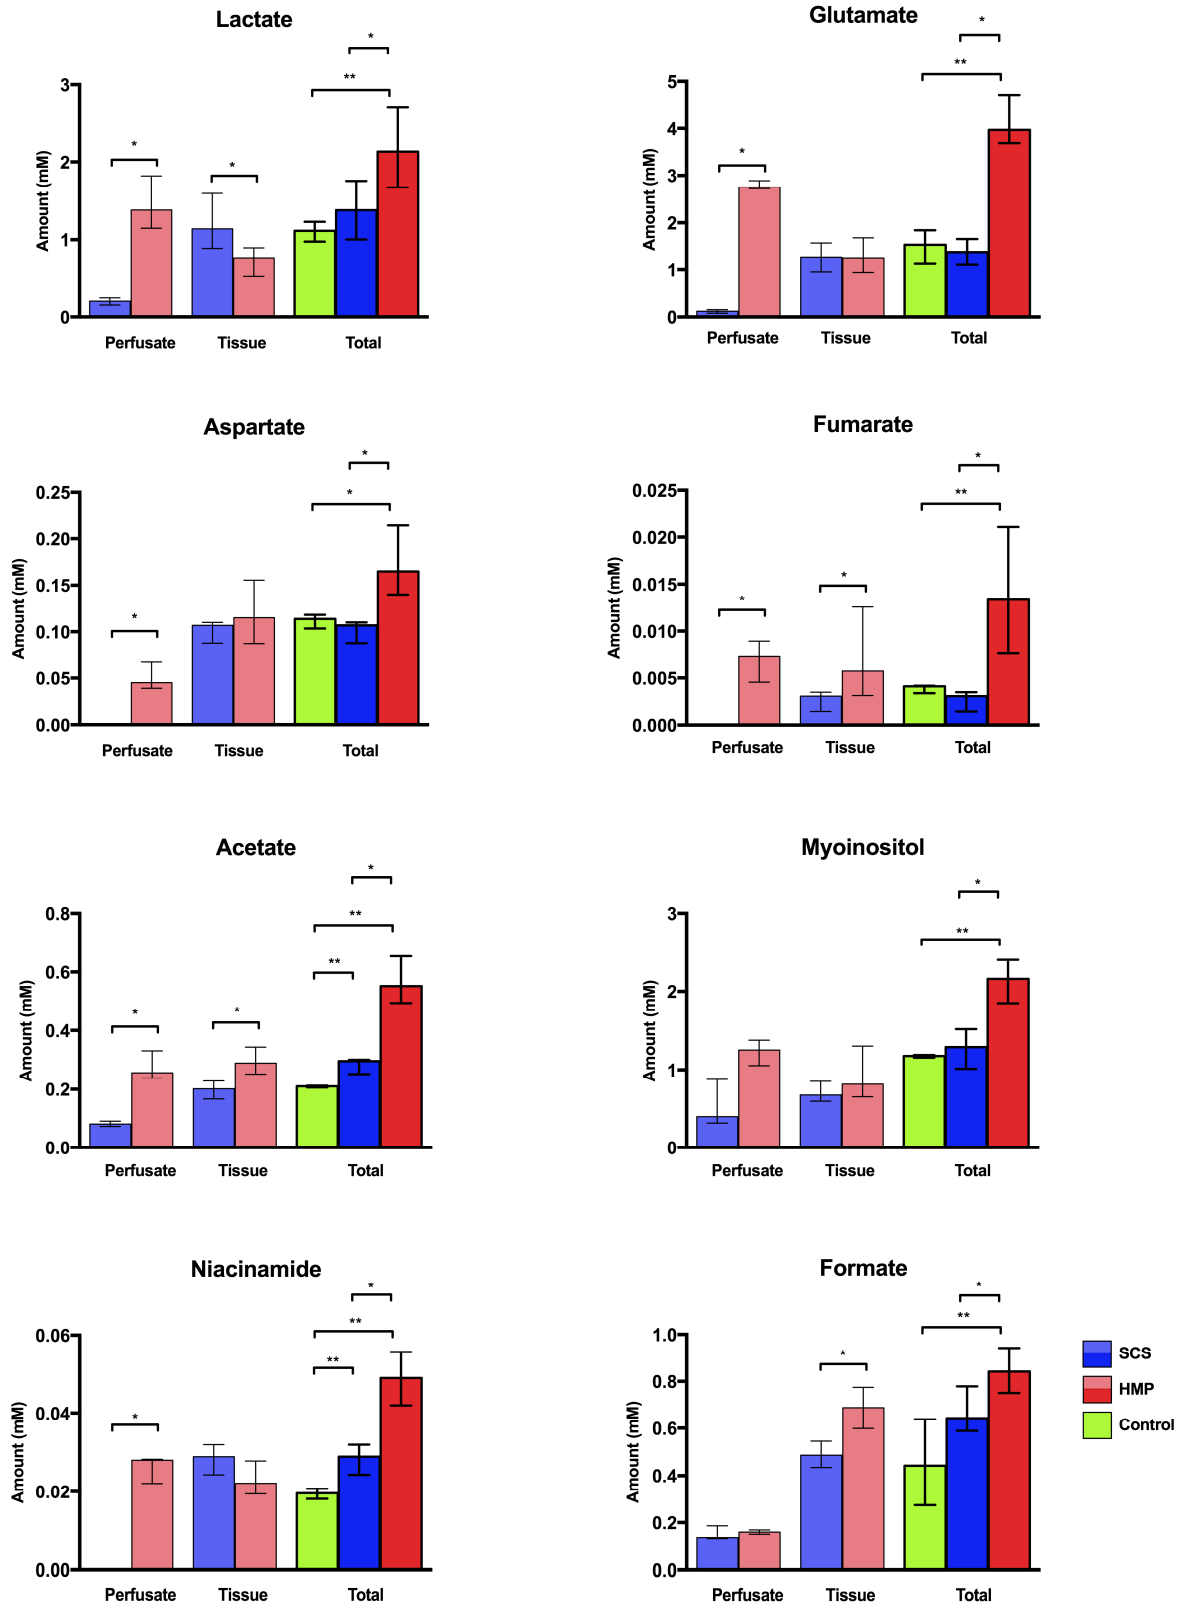 Lactate
*
**
3
2
1
0
Amount (mM)
*
*
Perfusate Tissue Total
Glutamate
*
**
5
4
3
2
1
0
Amount (mM)
*
Perfusate Tissue Total
Aspartate
*
*
0.25
0.20
0.15
0.10
0.05
0.00
Amount (mM)
*
Perfusate Tissue Total
Fumarate
*
**
0.025
0.020
0.015
0.010
0.005
0.000
Amount (mM)
*
*
Perfusate Tissue Total
Acetate
*
**
**
0.8
0.6
0.4
0.2
0.0
Amount (mM)
*
*
Perfusate Tissue Total
Myoinositol
*
**
3
2
1
0
Amount (mM)
Perfusate Tissue Total
Niacinamide
*
**
**
0.06
0.04
0.02
0.00
Amount (mM)
*
Perfusate Tissue Total
Formate
*
**
1.0
0.8
0.6
0.4
0.2
0.0
Amount (mM)
*
Perfusate Tissue Total
SCS
HMP
Control